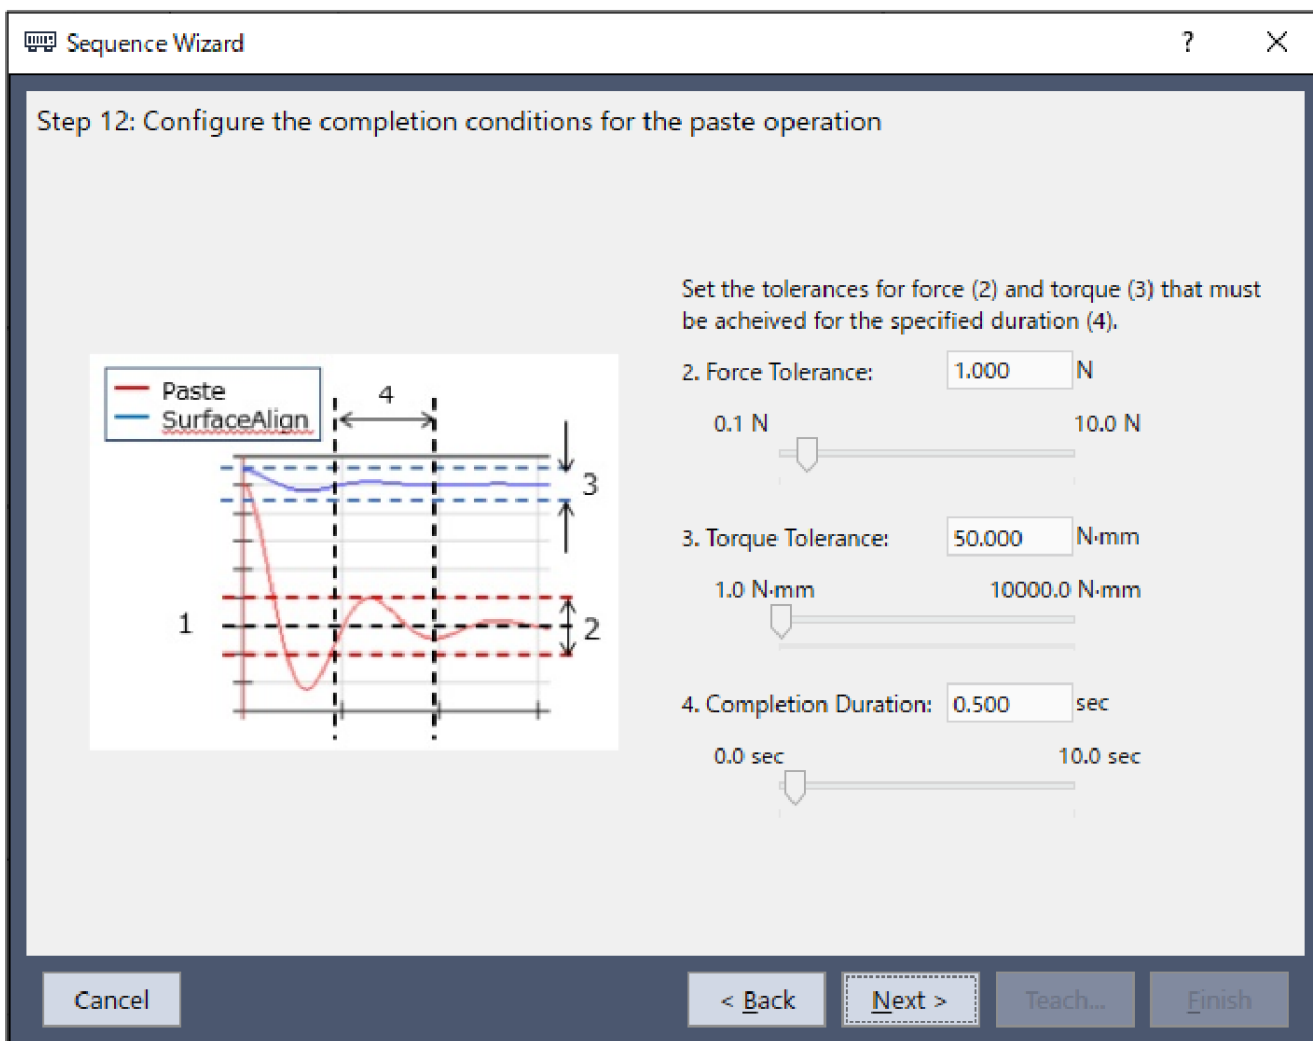 Sequence Wizard
?
Step 12: Configure the completion conditions for the paste operation
Paste
SurfaceAlign
4
3
1
2
Set the tolerances for force (2) and torque (3) that must
be acheived for the specified duration (4).
2. Force Tolerance: 1.000 N
0.1 N 10.0 N
3. Torque Tolerance: 50.000 N·mm
1.0 N·mm 10000.0 N·mm
4. Completion Duration: 0.500 sec
0.0 sec 10.0 sec
Cancel < Back Next > Teach... Finish